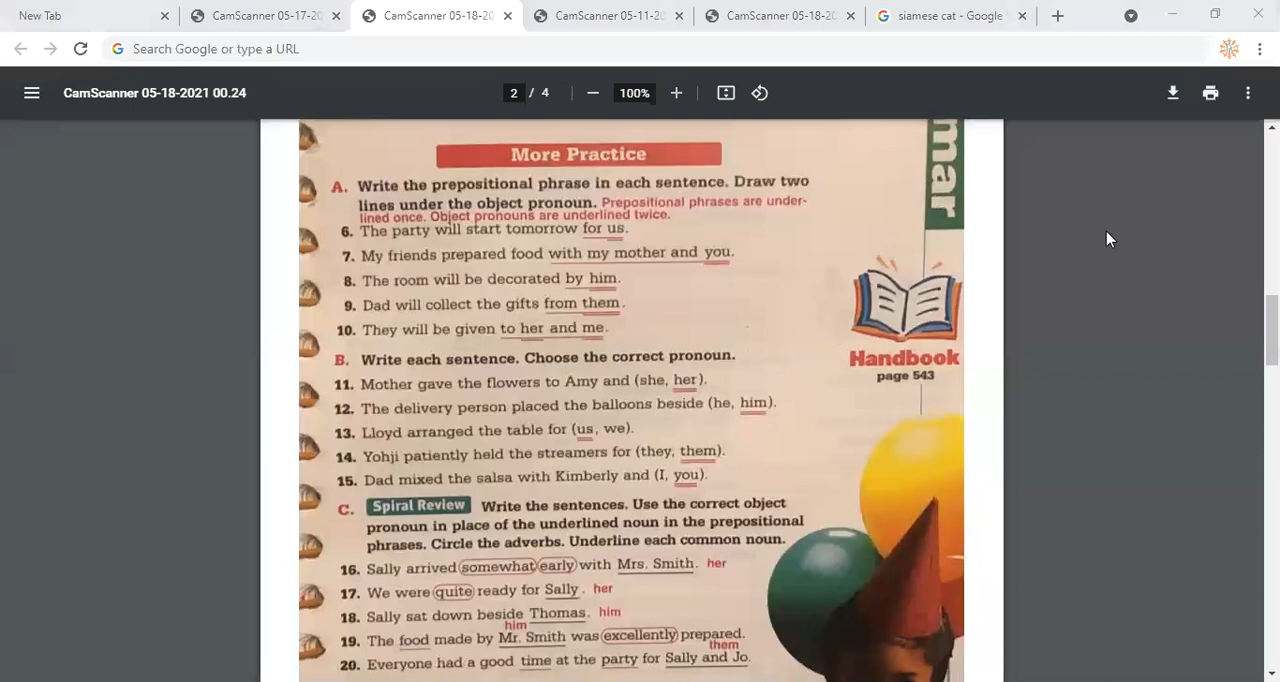 New Tab
CamScanner 05-17-20
CamScanner 05-18-20
CamScanner 05-11-20
CamScanner 05-18-20
siamese cat - Google
Search Google or type a URL
CamScanner 05-18-2021 00.24
2 / 4
100%
More Practice
A. Write the prepositional phrase in each sentence. Draw two
lines under the object pronoun. Prepositional phrases are under-
lined once. Object pronouns are underlined twice.
6. The party will start tomorrow for us.
7. My friends prepared food with my mother and you.
8. The room will be decorated by him.
9. Dad will collect the gifts from them.
10. They will be given to her and me.
B. Write each sentence. Choose the correct pronoun.
11. Mother gave the flowers to Amy and (she, her).
12. The delivery person placed the balloons beside (he, him).
13. Lloyd arranged the table for (us, we).
14. Yohji patiently held the streamers for (they, them).
15. Dad mixed the salsa with Kimberly and (I, you).
C. Spiral Review Write the sentences. Use the correct object
pronoun in place of the underlined noun in the prepositional
phrases. Circle the adverbs. Underline each common noun.
16. Sally arrived somewhat early with Mrs. Smith. her
17. We were quite ready for Sally. her
18. Sally sat down beside Thomas. him
him
19. The food made by Mr. Smith was excellently prepared.
them
20. Everyone had a good time at the party for Sally and Jo.
mar
Handbook
page 543